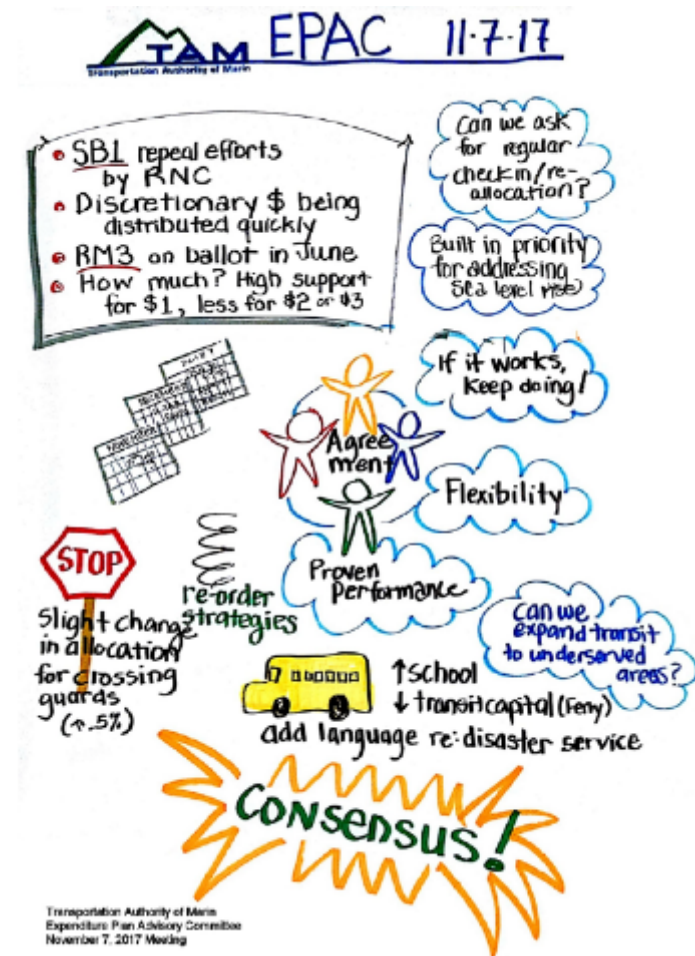 TAM EPAC 11-7-17
Transportation Authority of Marin
• SB1 repeal efforts
by RNC
• Discretionary $ being
distributed quickly
• RM3 on ballot in June
• How much? High support
for $1, less for $2 or $3
Can we ask
for regular
checkin/re-
allocation?
Built in priority
for addressing
sea level rise
If it works,
keep doing!
Agree
ment
Flexibility
Proven
performance
STOP
Slight change
in allocation
for crossing
guards
(↑.5%)
re-order
strategies
Can we
expand transit
to underserved
areas?
↑school
↓transit capital (Ferry)
add language re: disaster service
CONSENSUS!
Transportation Authority of Marin
Expenditure Plan Advisory Committee
November 7, 2017 Meeting